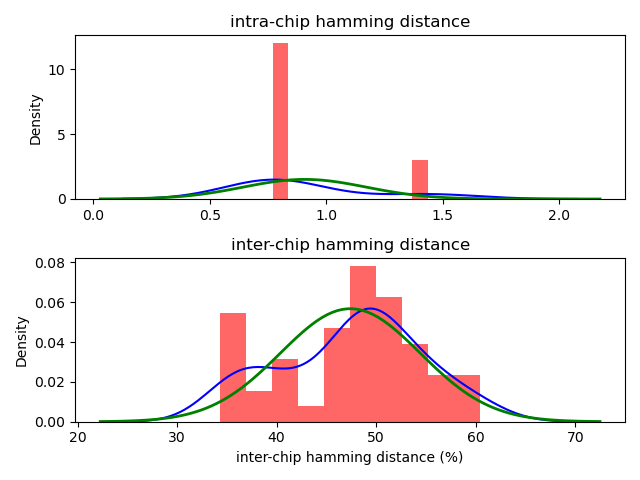 intra-chip hamming distance
10
5
0
Density
0.0 0.5 1.0 1.5 2.0
inter-chip hamming distance
0.08
0.06
0.04
0.02
0.00
Density
20 30 40 50 60 70
inter-chip hamming distance (%)